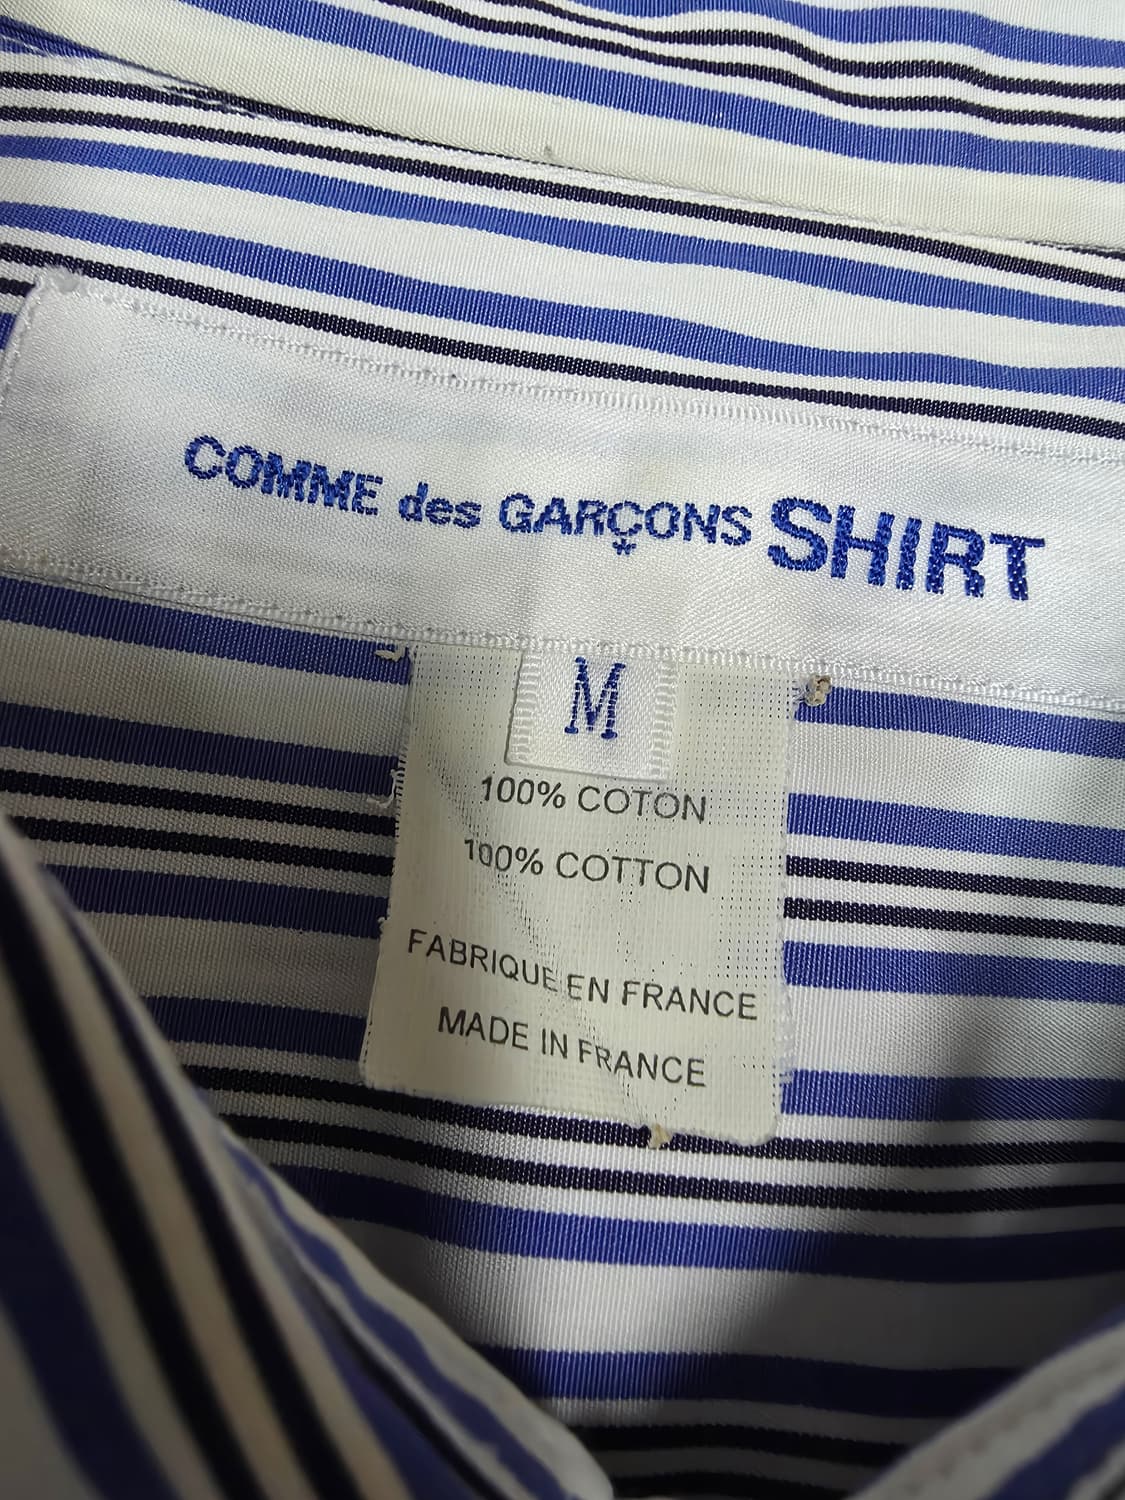 COMME des GARÇONS SHIRT
M
100% COTON
100% COTTON
FABRIQUE EN FRANCE
MADE IN FRANCE